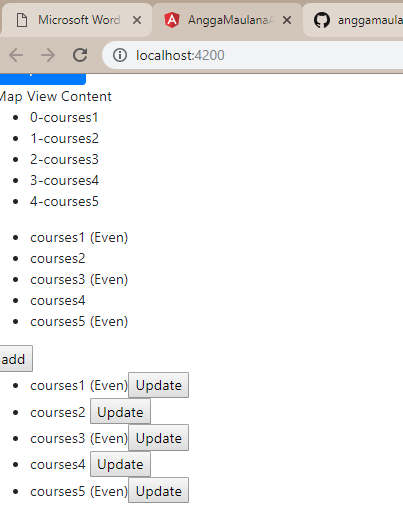 Microsoft Word
AnggaMaulana
anggamaula
localhost:4200
Map View Content
0-courses1
1-courses2
2-courses3
3-courses4
4-courses5
courses1 (Even)
courses2
courses3 (Even)
courses4
courses5 (Even)
add
courses1 (Even) Update
courses2 Update
courses3 (Even) Update
courses4 Update
courses5 (Even) Update